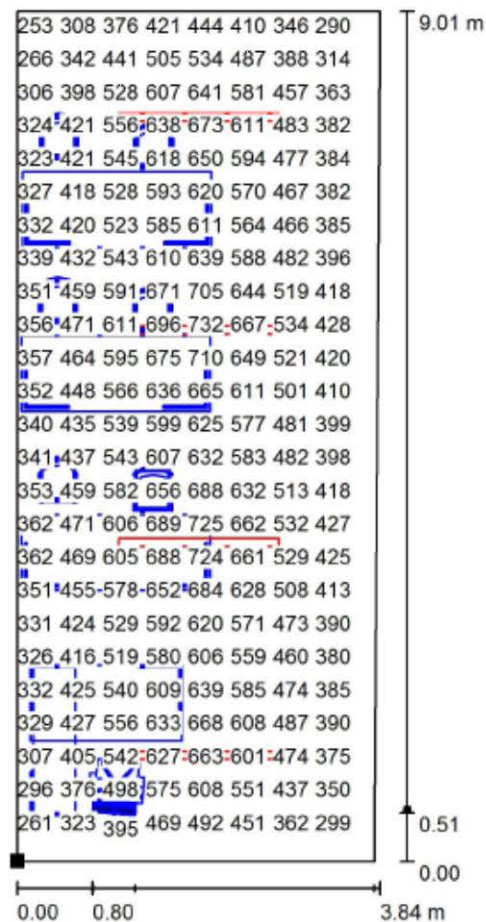 253 308 376 421 444 410 346 290
9.01 m
266 342 441 505 534 487 388 314
306 398 528 607 641 581 457 363
324 421 556 638 673 611 483 382
323 421 545 618 650 594 477 384
327 418 528 593 620 570 467 382
332 420 523 585 611 564 466 385
339 432 543 610 639 588 482 396
351 459 591 671 705 644 519 418
356 471 611 696 732 667 534 428
357 464 595 675 710 649 521 420
352 448 566 636 665 611 501 410
340 435 539 599 625 577 481 399
341 437 543 607 632 583 482 398
353 459 582 656 688 632 513 418
362 471 606 689 725 662 532 427
362 469 605 688 724 661 529 425
351 455 578 652 684 628 508 413
331 424 529 592 620 571 473 390
326 416 519 580 606 559 460 380
332 425 540 609 639 585 474 385
329 427 556 633 668 608 487 390
307 405 542 627 663 601 474 375
296 376 498 575 608 551 437 350
261 323 395 469 492 451 362 299
0.51
0.00
0.00 0.80 3.84 m